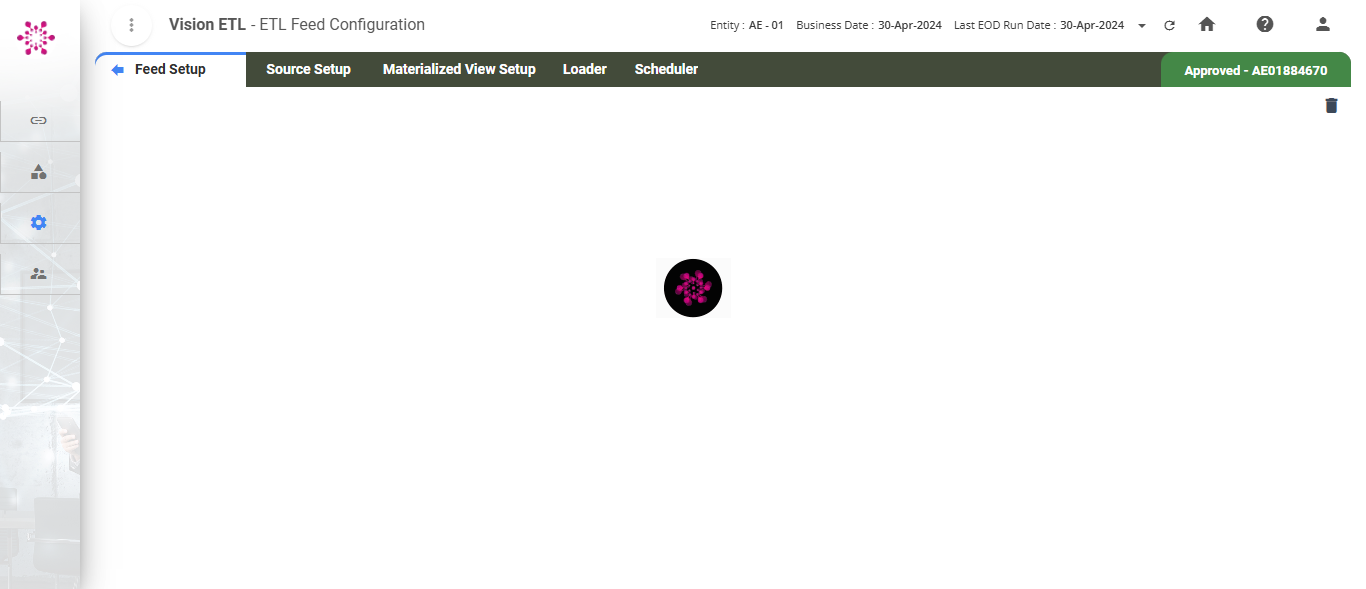 Vision ETL - ETL Feed Configuration
Entity : AE - 01 Business Date : 30-Apr-2024 Last EOD Run Date : 30-Apr-2024
Feed Setup Source Setup Materialized View Setup Loader Scheduler Approved - AE01884670